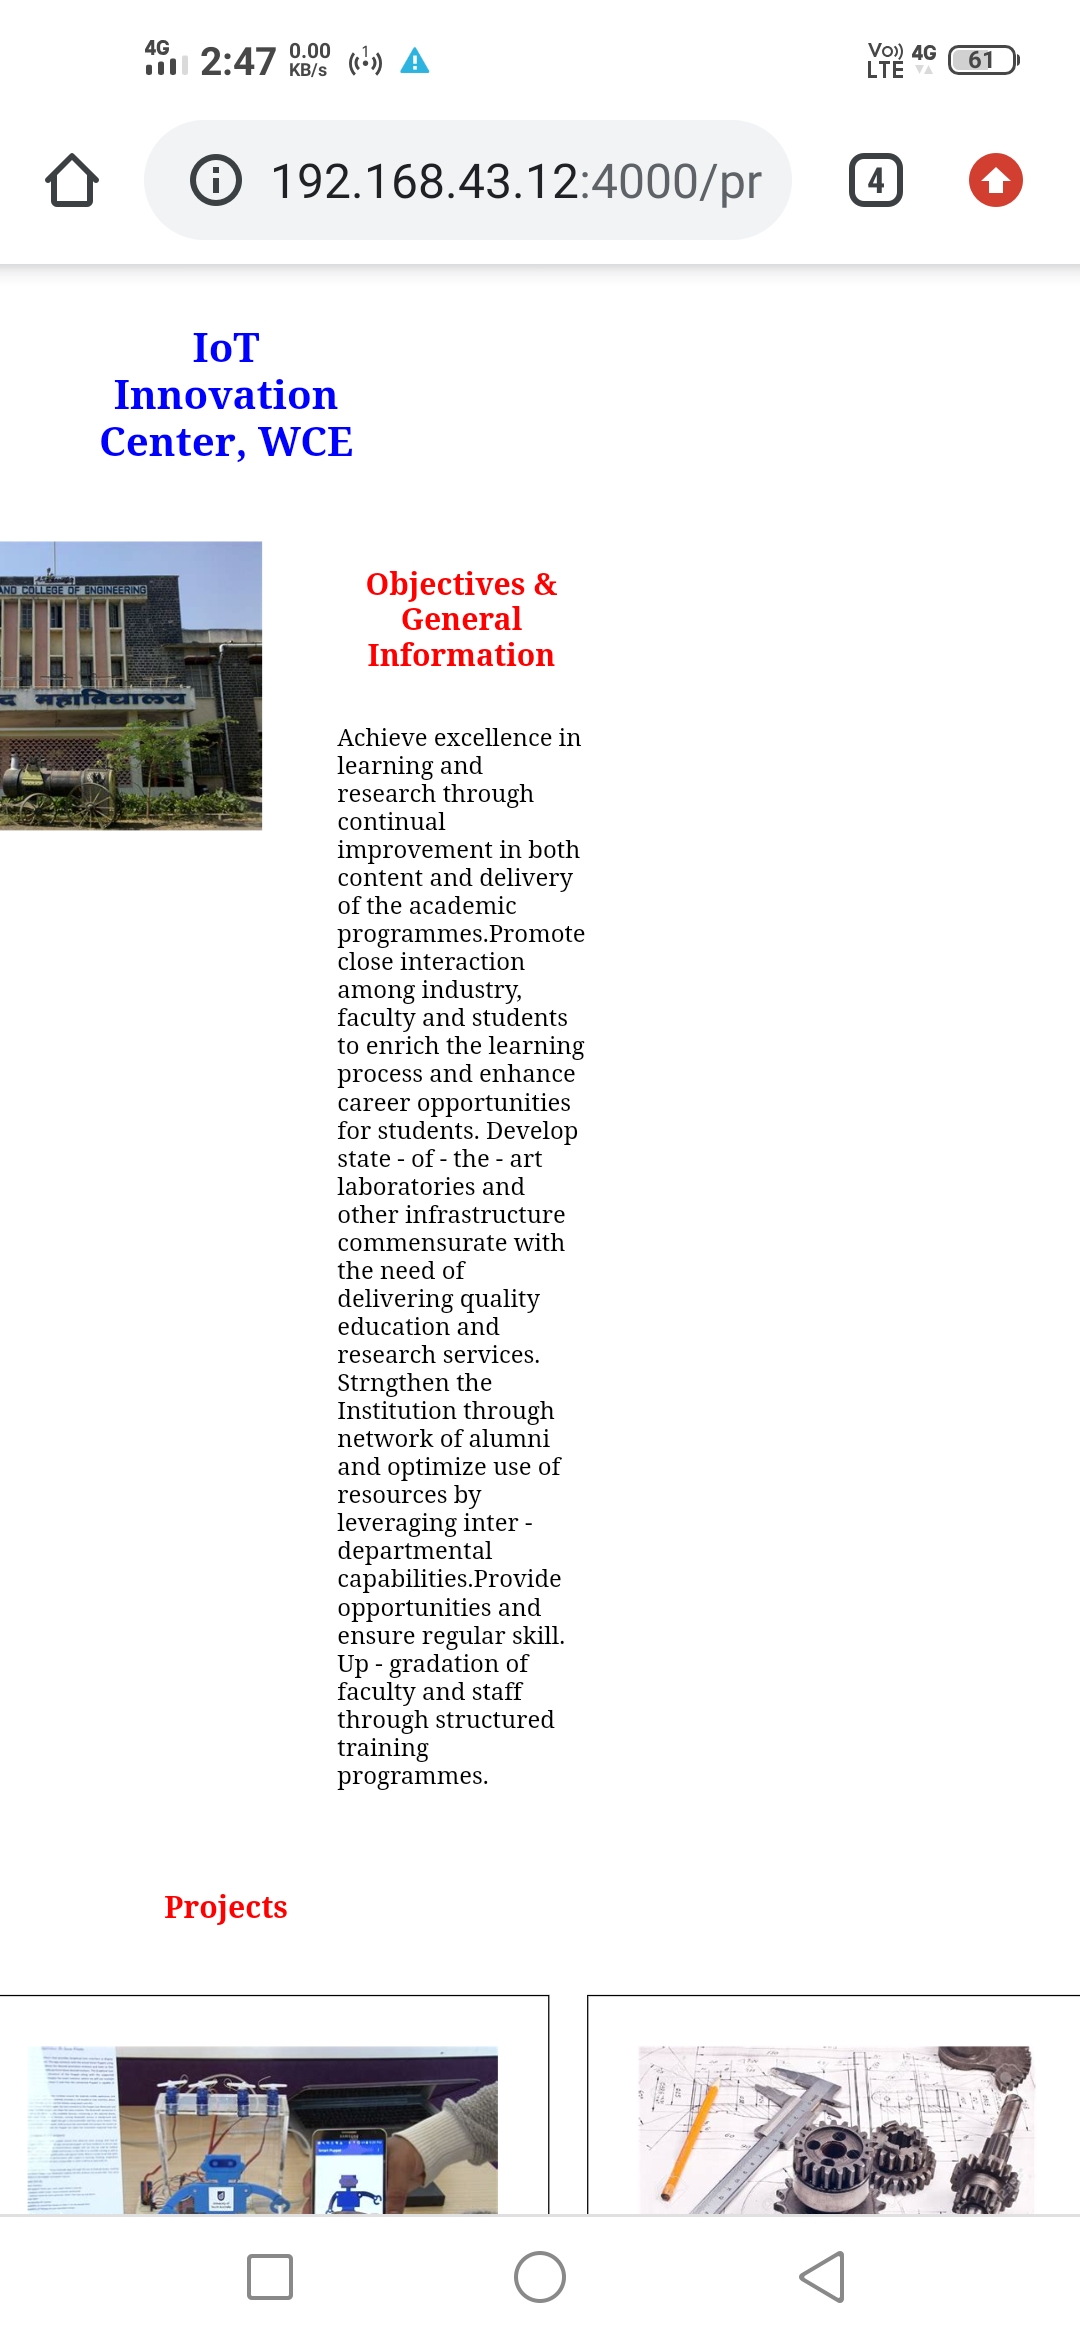 4G 2:47 0.00 KB/s 1 Vo)) LTE 4G 61
192.168.43.12:4000/pr
4
IoT
Innovation
Center, WCE
AND COLLEGE OF ENGINEERING
द महाविद्यालय
Objectives &
General
Information
Achieve excellence in
learning and
research through
continual
improvement in both
content and delivery
of the academic
programmes.Promote
close interaction
among industry,
faculty and students
to enrich the learning
process and enhance
career opportunities
for students. Develop
state - of - the - art
laboratories and
other infrastructure
commensurate with
the need of
delivering quality
education and
research services.
Strngthen the
Institution through
network of alumni
and optimize use of
resources by
leveraging inter -
departmental
capabilities.Provide
opportunities and
ensure regular skill.
Up - gradation of
faculty and staff
through structured
training
programmes.
Projects